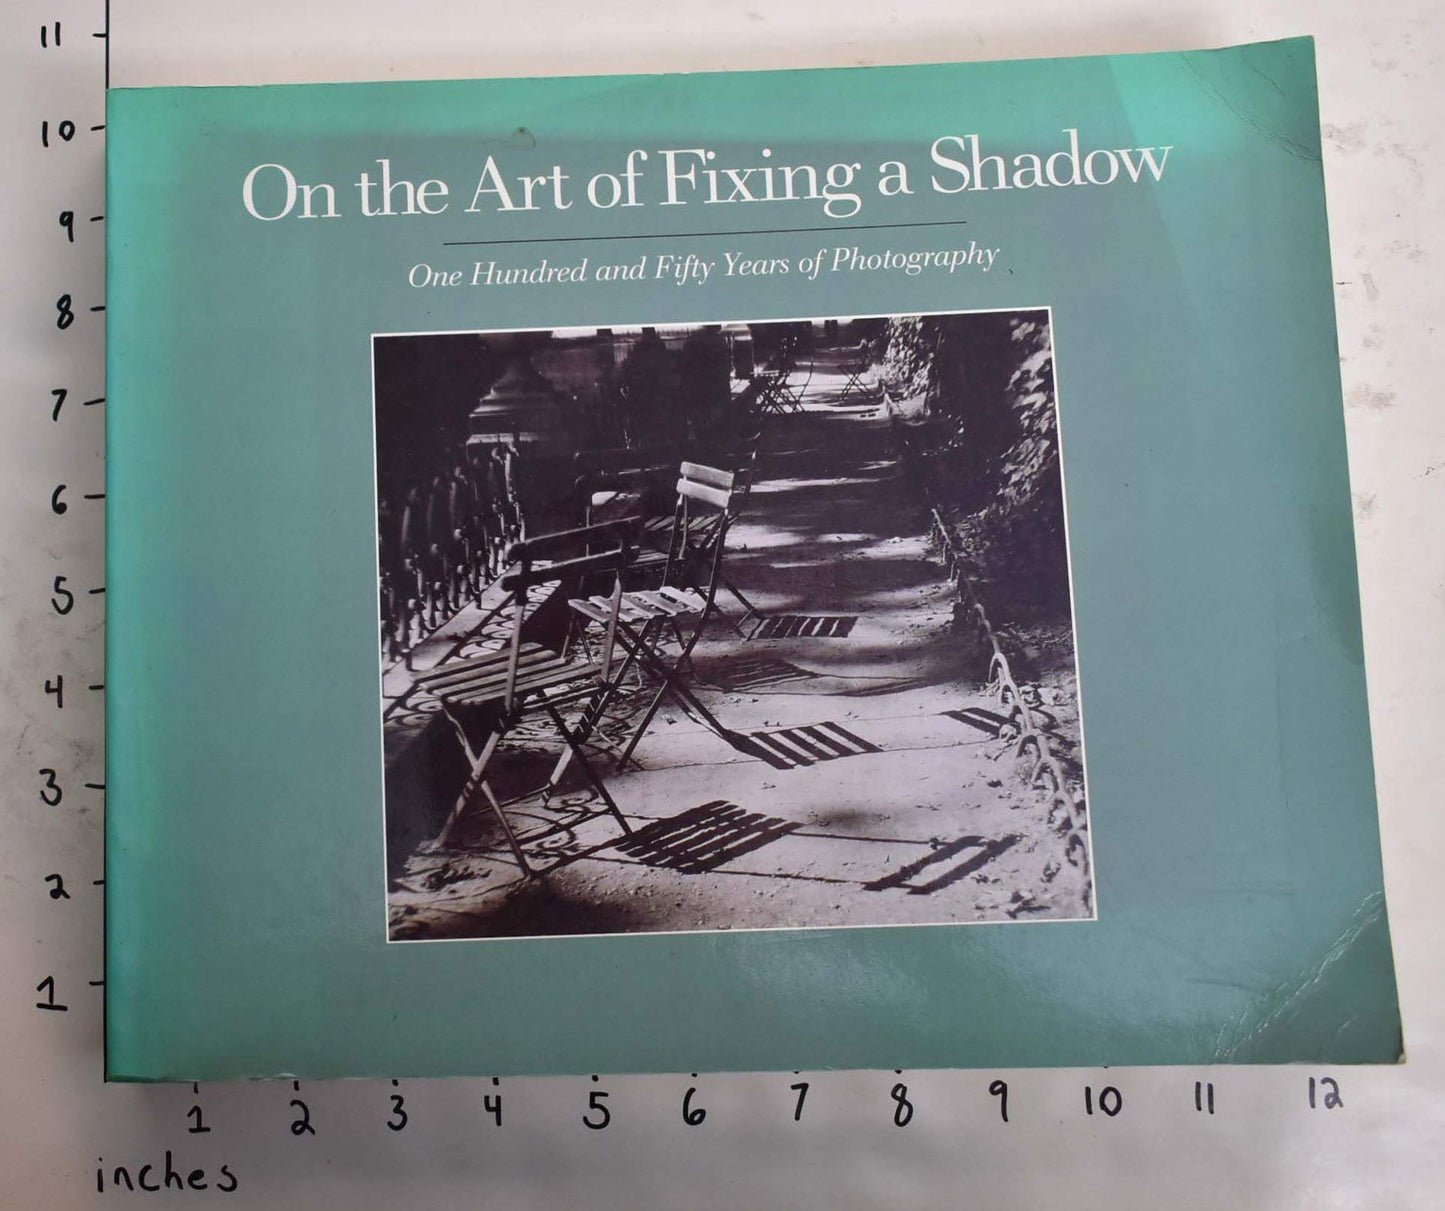 On the Art of Fixing a Shadow
One Hundred and Fifty Years of Photography
11
10
9
8
7
6
5
4
3
2
1
1 2 3 4 5 6 7 8 9 10 11 12
inches